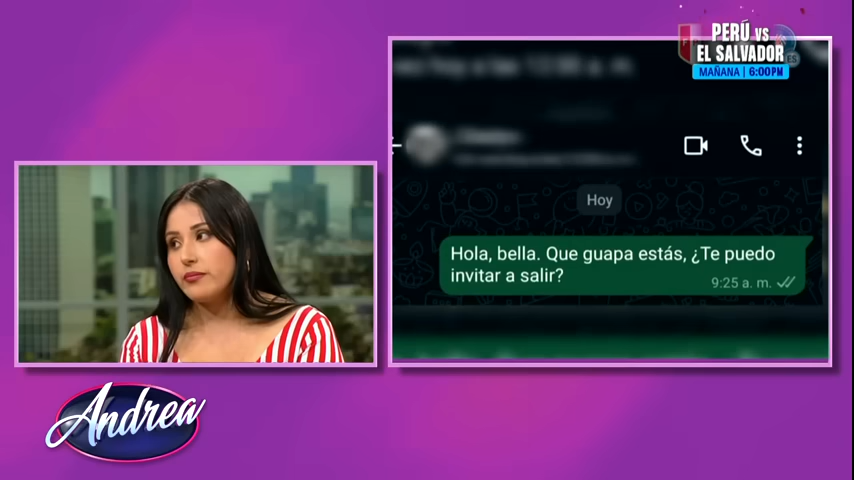 PERÚ vs
EL SALVADOR
MAÑANA | 6:00PM
Hoy
Hola, bella. Que guapa estás, ¿Te puedo
invitar a salir?
9:25 a. m.
Andrea